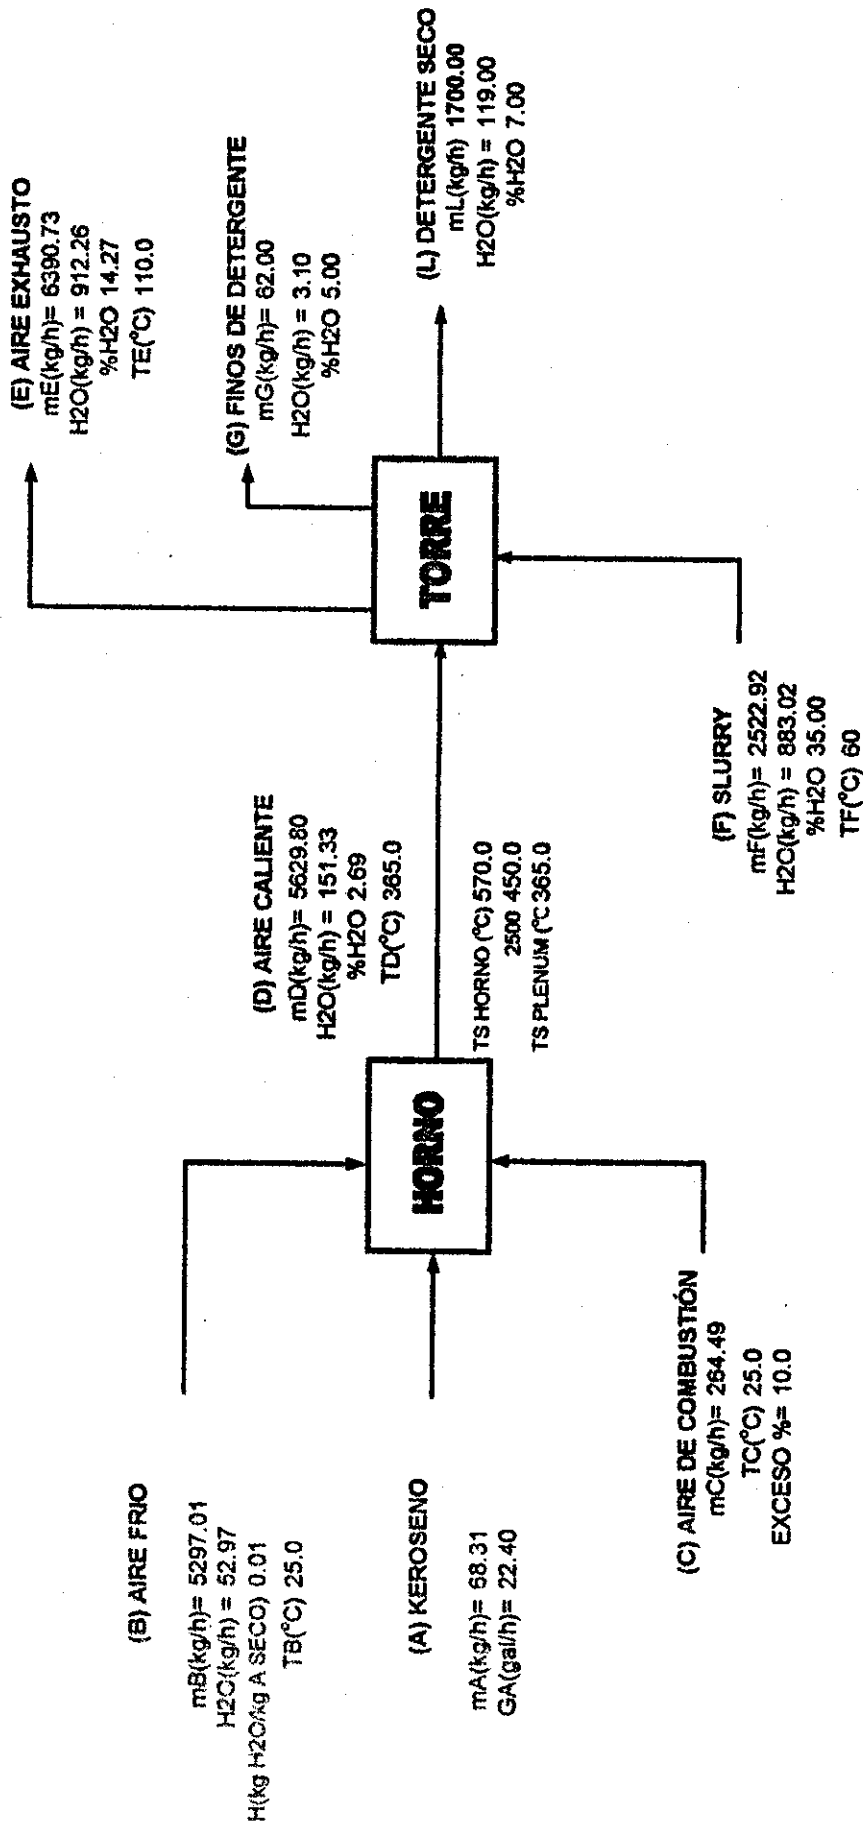 (B) AIRE FRIO
mB(kg/h)= 5297.01
H2O(kg/h) = 52.97
H(kg H2O/kg A SECO) 0.01
TB(°C) 25.0
(A) KEROSENO
mA(kg/h)= 68.31
GA(gal/h)= 22.40
(C) AIRE DE COMBUSTIÓN
mC(kg/h)= 264.49
TC(°C) 25.0
EXCESO %= 10.0
HORNO
(D) AIRE CALIENTE
mD(kg/h)= 5629.80
H2O(kg/h) = 151.33
%H2O 2.69
TD(°C) 365.0
TS HORNO (°C) 570.0
2500 450.0
TS PLENUM (°C 365.0
TORRE
(F) SLURRY
mF(kg/h)= 2522.92
H2O(kg/h) = 883.02
%H2O 35.00
TF(°C) 60
(E) AIRE EXHAUSTO
mE(kg/h)= 6390.73
H2O(kg/h) = 912.26
%H2O 14.27
TE(°C) 110.0
(G) FINOS DE DETERGENTE
mG(kg/h)= 62.00
H2O(kg/h) = 3.10
%H2O 5.00
(L) DETERGENTE SECO
mL(kg/h) 1700.00
H2O(kg/h) = 119.00
%H2O 7.00